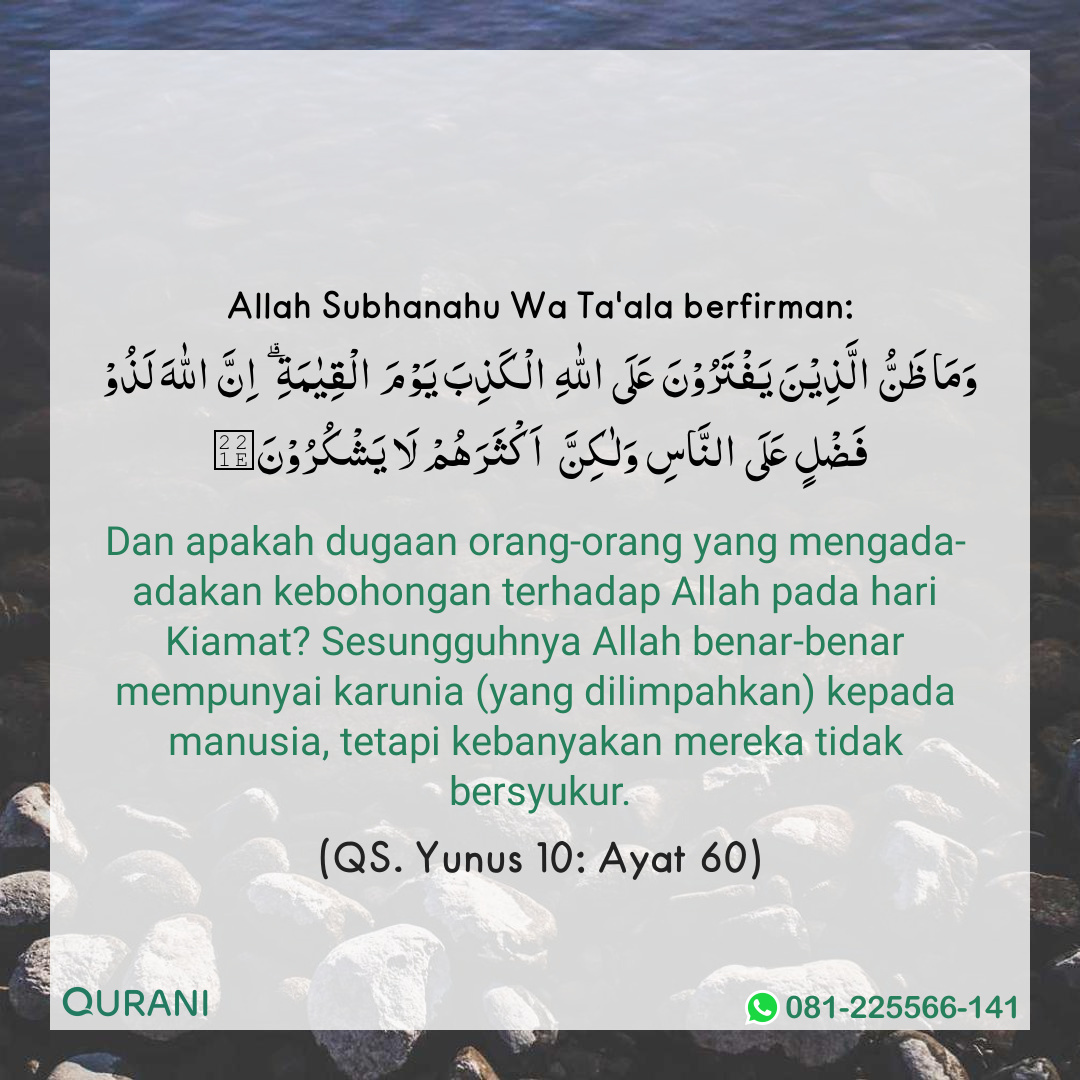 Allah Subhanahu Wa Ta'ala berfirman:
وَمَا ظَنُّ الَّذِيْنَ يَفْتَرُوْنَ عَلَى اللّٰهِ الْكَذِبَ يَوْمَ الْقِيٰمَةِ ۗ اِنَّ اللّٰهَ لَذُوْ
فَضْلٍ عَلَى النَّاسِ وَلٰـكِنَّ اَكْثَرَهُمْ لَا يَشْكُرُوْنَ∞
Dan apakah dugaan orang-orang yang mengada-
adakan kebohongan terhadap Allah pada hari
Kiamat? Sesungguhnya Allah benar-benar
mempunyai karunia (yang dilimpahkan) kepada
manusia, tetapi kebanyakan mereka tidak
bersyukur.
(QS. Yunus 10: Ayat 60)
QURANI
081-225566-141